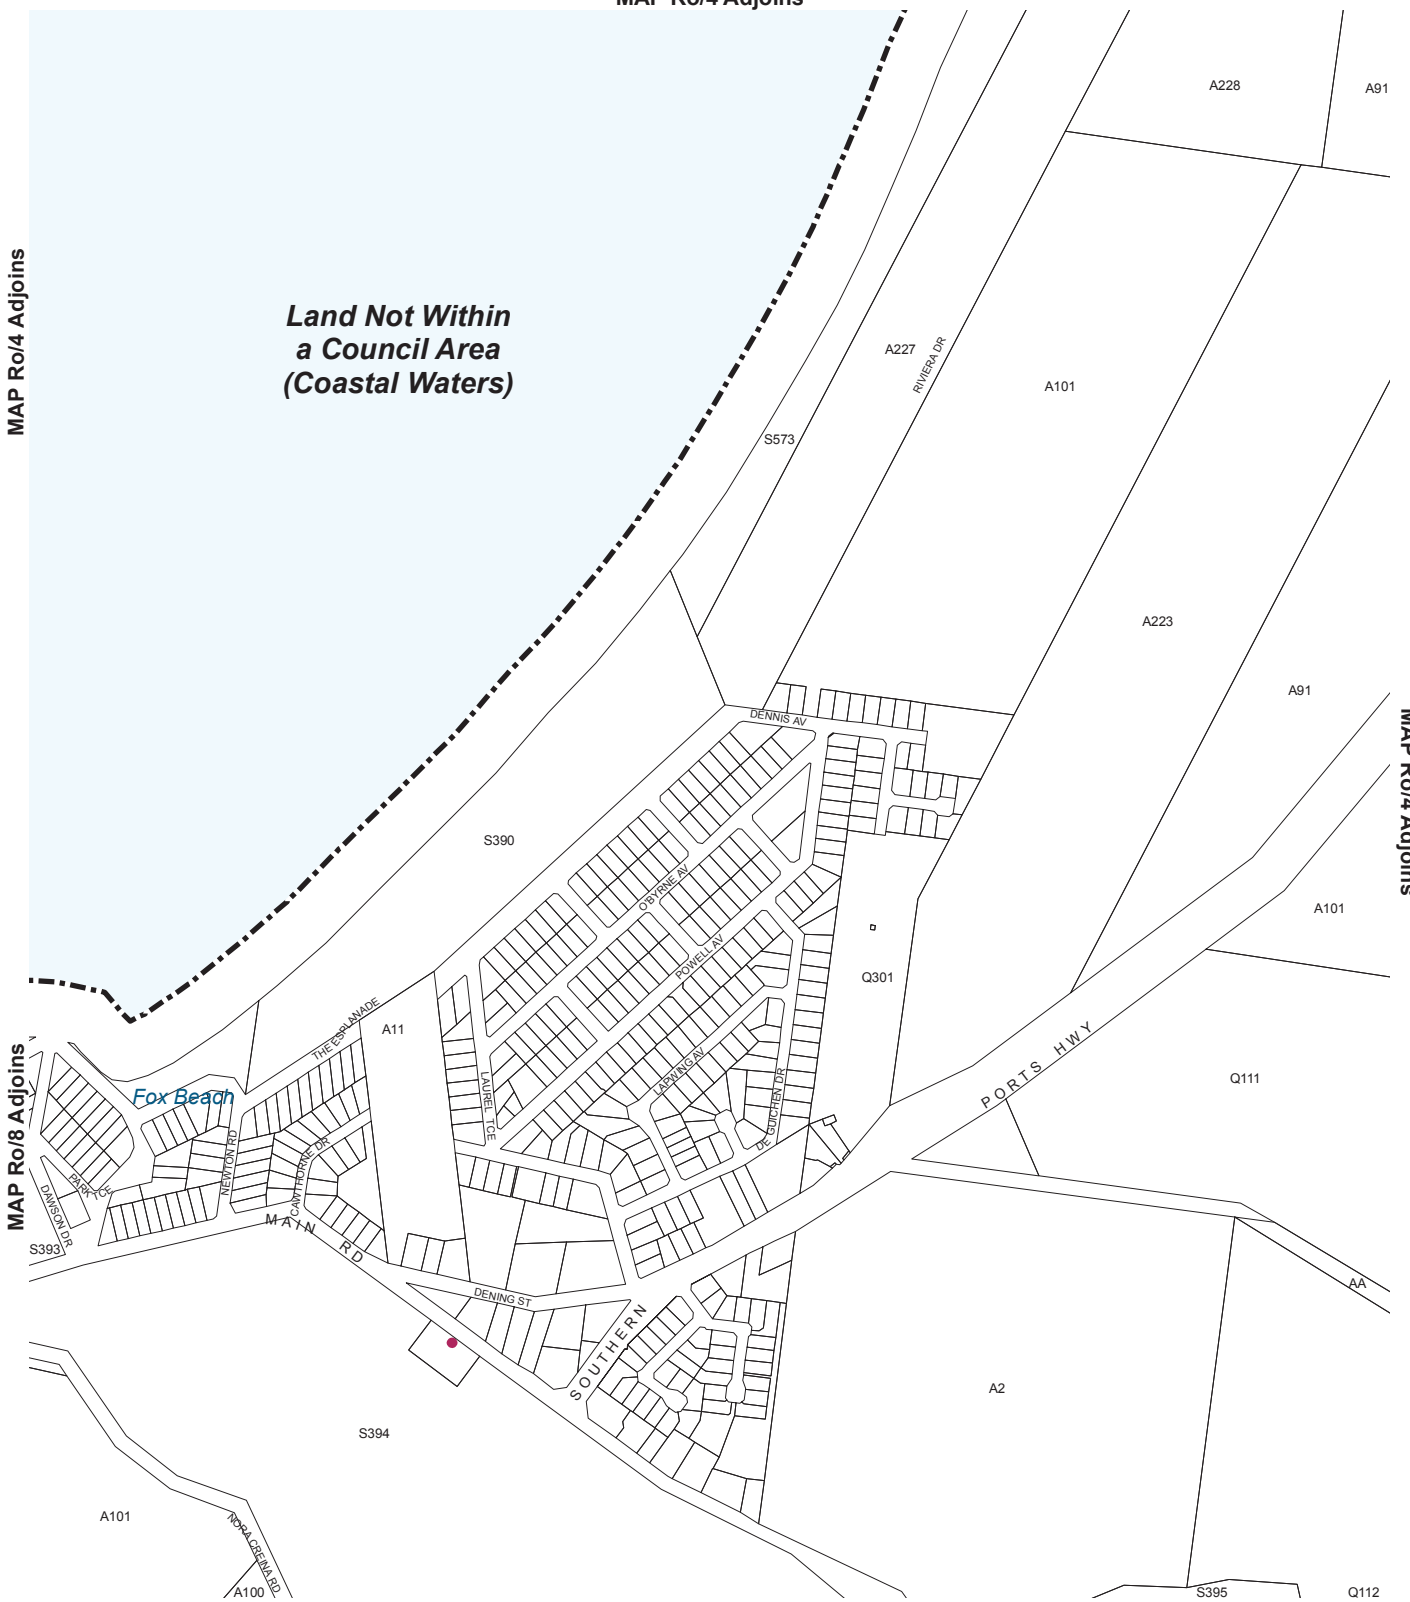 MAP Ro/4 Adjoins
A228
A91
MAP Ro/4 Adjoins
Land Not Within
a Council Area
(Coastal Waters)
A227
RIVIERA DR
A101
S573
A223
A91
MAP Ro/4 Adjoins
DENNIS AV
S390
O'BYRNE AV
A101
POWELL AV
Q301
THE ESPLANADE
A11
PORTS HWY
LAPWING AV
LAUREL TCE
Q111
MAP Ro/8 Adjoins
Fox Beach
DE GUICHEN DR
NEWTON RD
CAWTHORNE DR
PARK TCE
DAWSON DR
MAIN RD
S393
AA
DENING ST
SOUTHERN
A2
S394
A101
NORA CREINA RD
A100
S395
Q112